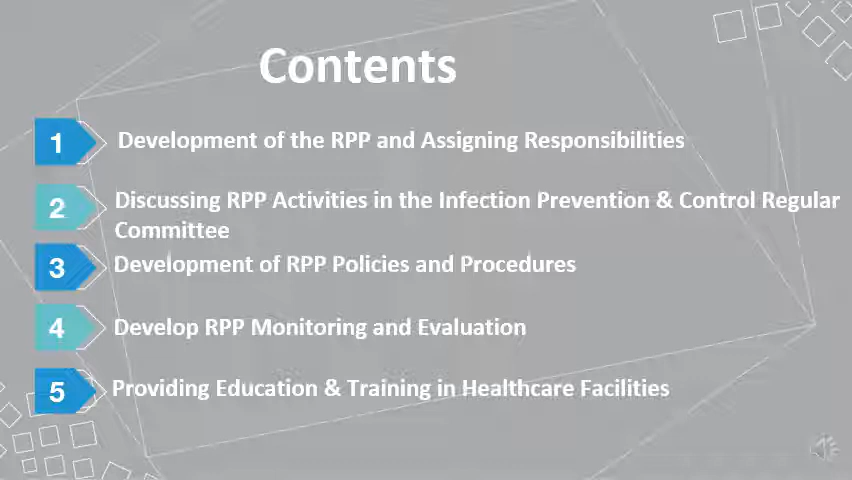 Contents
1 Development of the RPP and Assigning Responsibilities
2 Discussing RPP Activities in the Infection Prevention & Control Regular
Committee
3 Development of RPP Policies and Procedures
4 Develop RPP Monitoring and Evaluation
5 Providing Education & Training in Healthcare Facilities